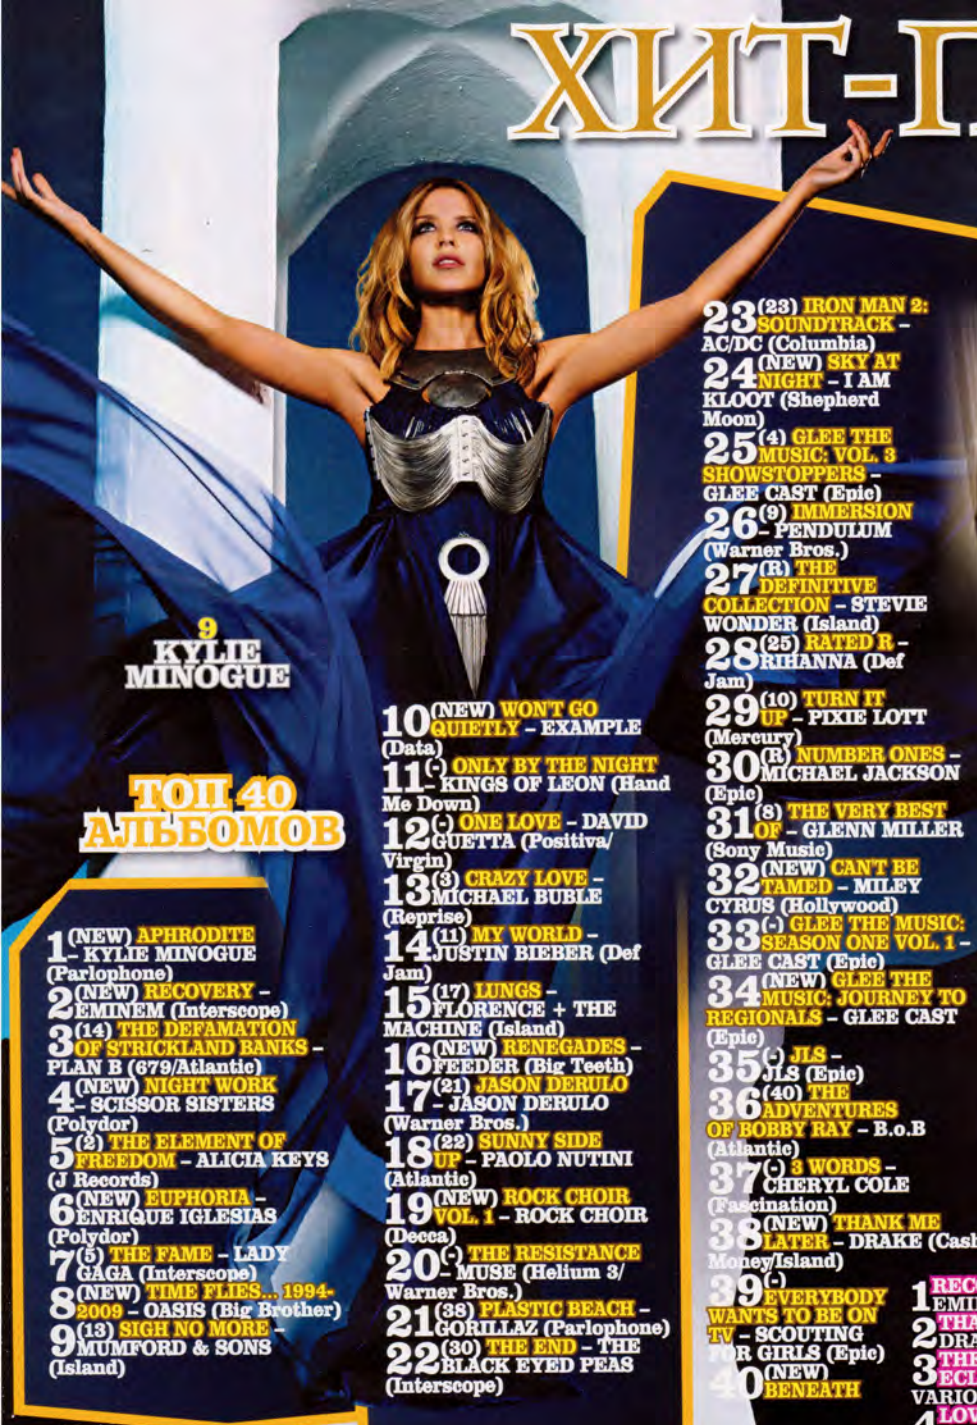 ХИТ-П
9
KYLIE
MINOGUE
ТОП 40
АЛЬБОМОВ
1 (NEW) APHRODITE
– KYLIE MINOGUE
(Parlophone)
2 (NEW) RECOVERY –
EMINEM (Interscope)
3 (14) THE DEFAMATION
OF STRICKLAND BANKS –
PLAN B (679/Atlantic)
4 (NEW) NIGHT WORK
– SCISSOR SISTERS
(Polydor)
5 (2) THE ELEMENT OF
FREEDOM – ALICIA KEYS
(J Records)
6 (NEW) EUPHORIA –
ENRIQUE IGLESIAS
(Polydor)
7 (5) THE FAME – LADY
GAGA (Interscope)
8 (NEW) TIME FLIES... 1994-
2009 – OASIS (Big Brother)
9 (13) SIGH NO MORE –
MUMFORD & SONS
(Island)
10 (NEW) WON'T GO
QUIETLY – EXAMPLE
(Data)
11 (-) ONLY BY THE NIGHT
– KINGS OF LEON (Hand
Me Down)
12 (-) ONE LOVE – DAVID
GUETTA (Positiva/
Virgin)
13 (3) CRAZY LOVE –
MICHAEL BUBLE
(Reprise)
14 (11) MY WORLD –
JUSTIN BIEBER (Def
Jam)
15 (17) LUNGS –
FLORENCE + THE
MACHINE (Island)
16 (NEW) RENEGADES –
FEEDER (Big Teeth)
17 (21) JASON DERULO
– JASON DERULO
(Warner Bros.)
18 (22) SUNNY SIDE
UP – PAOLO NUTINI
(Atlantic)
19 (NEW) ROCK CHOIR
VOL. 1 – ROCK CHOIR
(Decca)
20 (-) THE RESISTANCE
– MUSE (Helium 3/
Warner Bros.)
21 (38) PLASTIC BEACH –
GORILLAZ (Parlophone)
22 (30) THE END – THE
BLACK EYED PEAS
(Interscope)
23 (23) IRON MAN 2:
SOUNDTRACK –
AC/DC (Columbia)
24 (NEW) SKY AT
NIGHT – I AM
KLOOT (Shepherd
Moon)
25 (4) GLEE THE
MUSIC: VOL. 3
SHOWSTOPPERS –
GLEE CAST (Epic)
26 (9) IMMERSION
– PENDULUM
(Warner Bros.)
27 (R) THE
DEFINITIVE
COLLECTION – STEVIE
WONDER (Island)
28 (25) RATED R –
RIHANNA (Def
Jam)
29 (10) TURN IT
UP – PIXIE LOTT
(Mercury)
30 (R) NUMBER ONES –
MICHAEL JACKSON
(Epic)
31 (8) THE VERY BEST
OF – GLENN MILLER
(Sony Music)
32 (NEW) CAN'T BE
TAMED – MILEY
CYRUS (Hollywood)
33 (-) GLEE THE MUSIC:
SEASON ONE VOL. 1 –
GLEE CAST (Epic)
34 (NEW) GLEE THE
MUSIC: JOURNEY TO
REGIONALS – GLEE CAST
(Epic)
35 (-) JLS –
JLS (Epic)
36 (40) THE
ADVENTURES
OF BOBBY RAY – B.o.B
(Atlantic)
37 (-) 3 WORDS –
CHERYL COLE
(Fascination)
38 (NEW) THANK ME
LATER – DRAKE (Cash
Money/Island)
39 (-)
EVERYBODY
WANTS TO BE ON
TV – SCOUTING
FOR GIRLS (Epic)
40 (NEW)
BENEATH
1 REC
EMI
2 THA
DRA
3 THE
ECL
VARIO
4 LOV